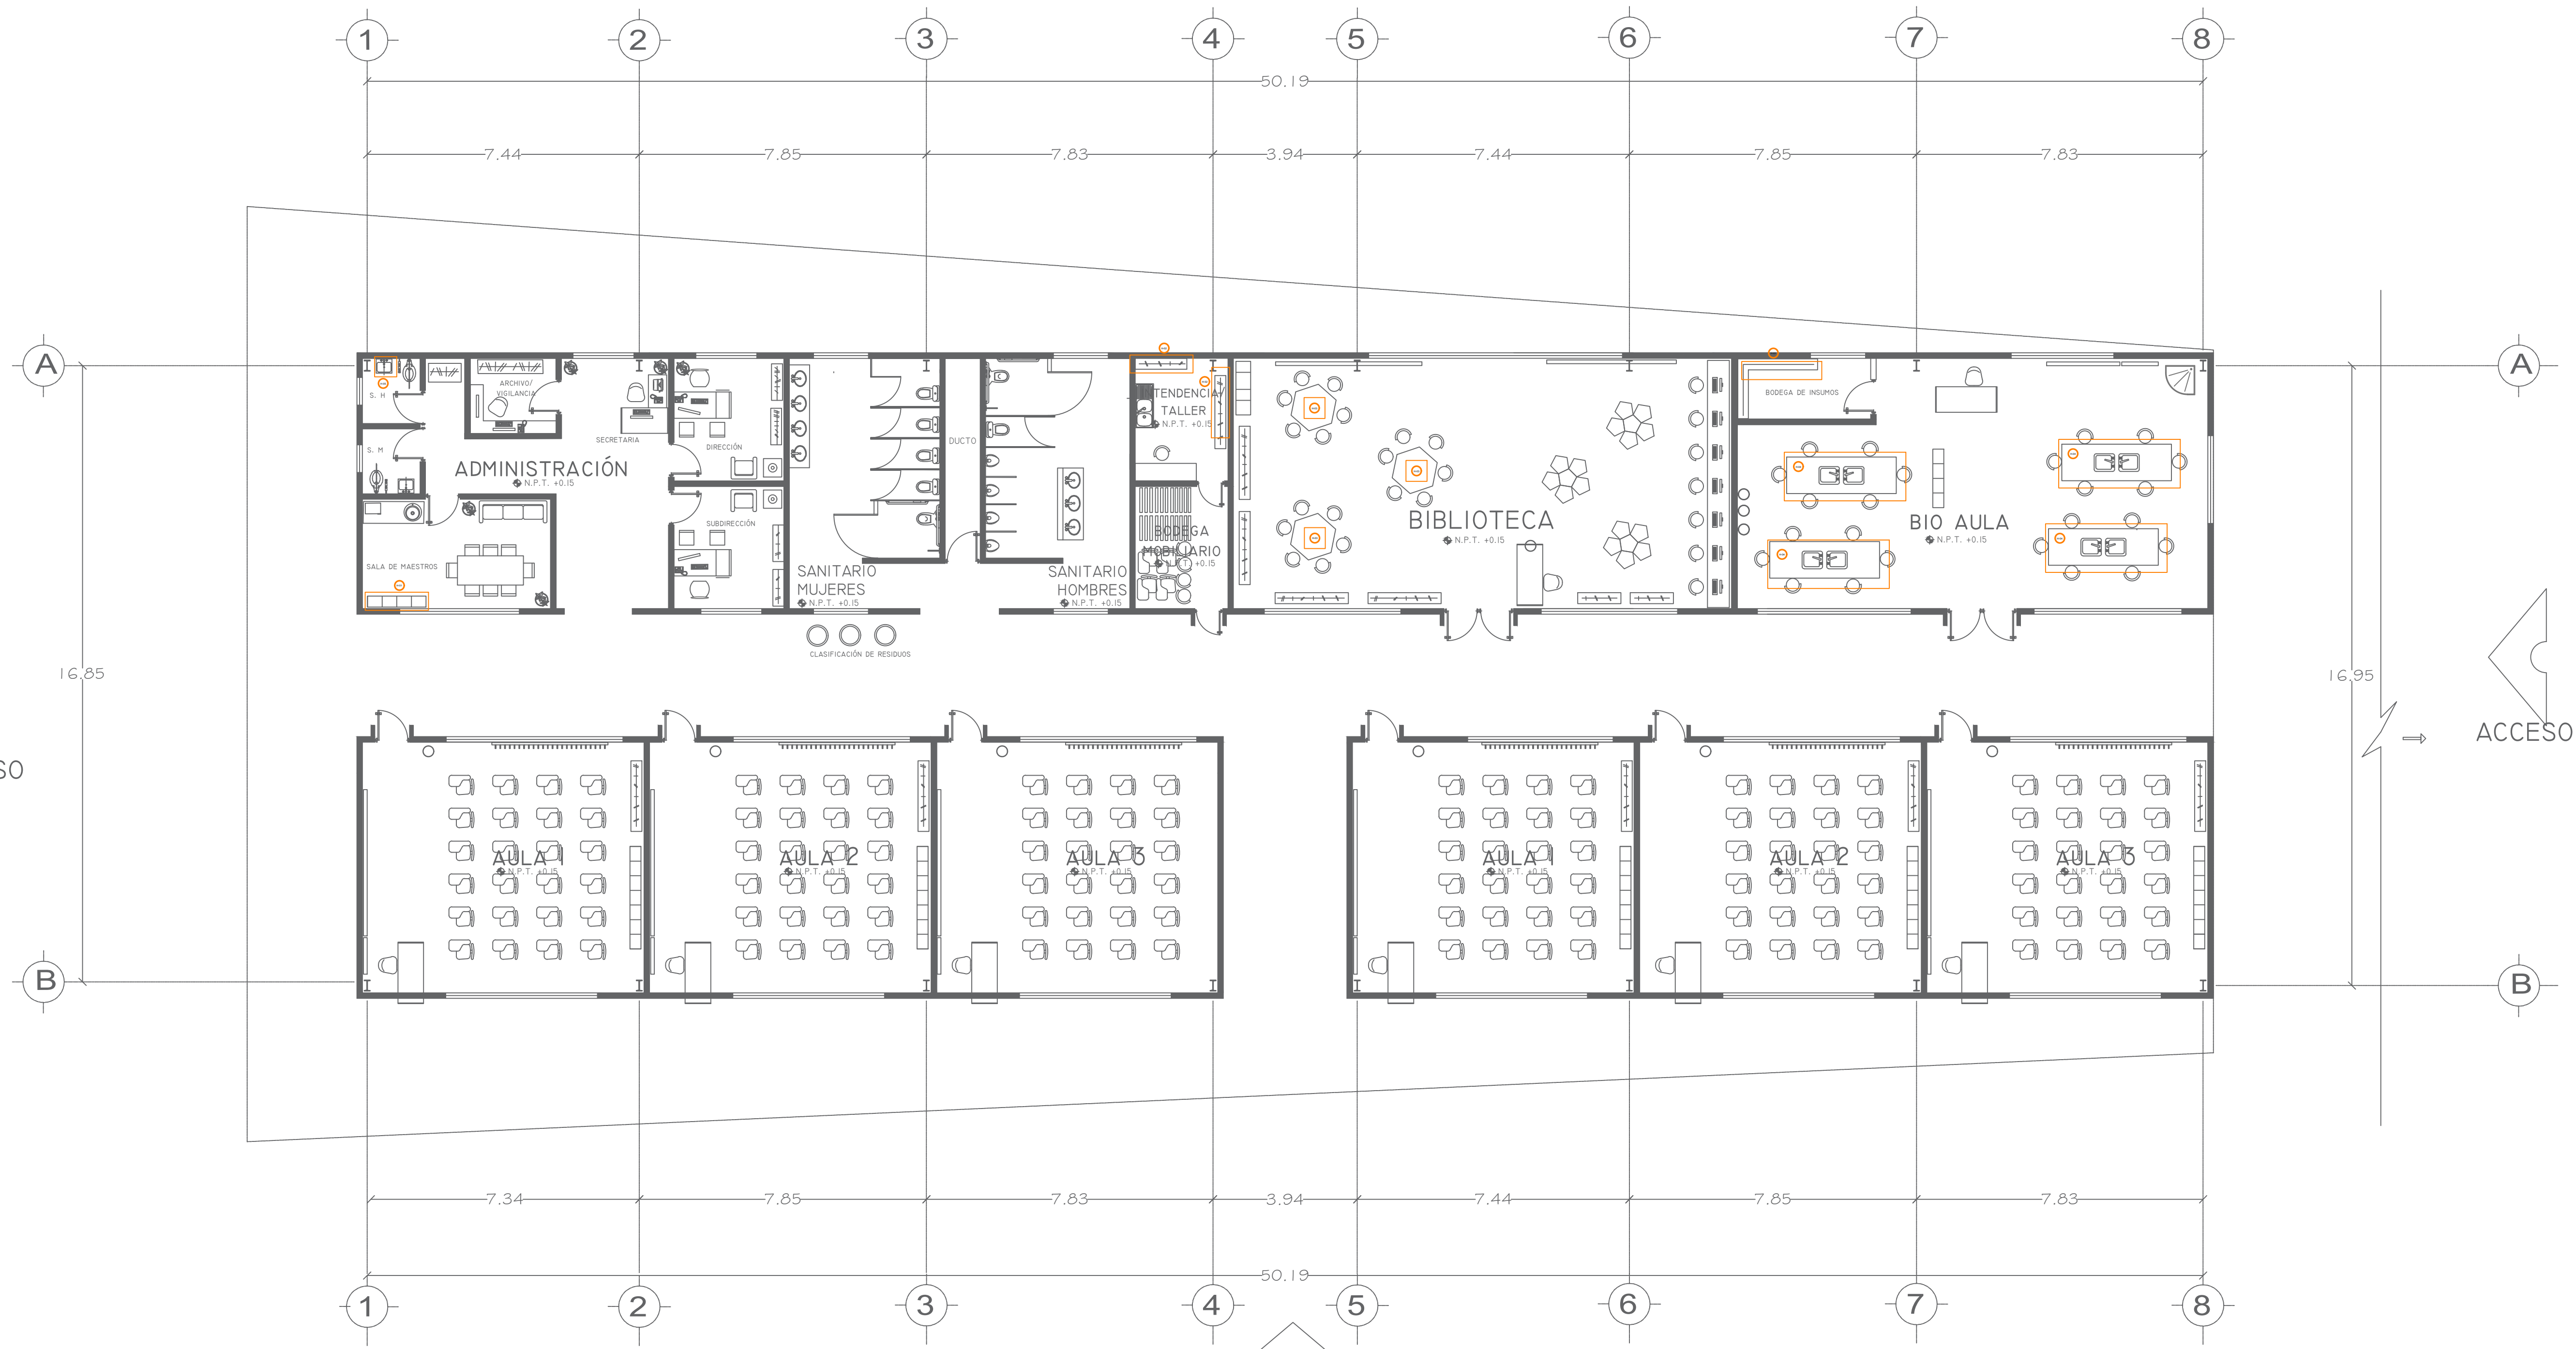 1 2 3 4 5 6 7 8
50.19
7.44 7.85 7.83 3.94 7.44 7.85 7.83
A
A
S. H
ARCHIVO/
VIGILANCIA
SECRETARIA
DIRECCIÓN
S. M
ADMINISTRACIÓN
N.P.T. +0.15
SUBDIRECCIÓN
SALA DE MAESTROS
DUCTO
SANITARIO
MUJERES
N.P.T. +0.15
SANITARIO
HOMBRES
N.P.T. +0.15
TENDENCIA/
TALLER
N.P.T. +0.15
BODEGA
MOBILIARIO
N.P.T. +0.15
BIBLIOTECA
N.P.T. +0.15
BODEGA DE INSUMOS
BIO AULA
N.P.T. +0.15
CLASIFICACIÓN DE RESIDUOS
16.85
16.95
SO
ACCESO
AULA 1
N.P.T. +0.15
AULA 2
N.P.T. +0.15
AULA 3
N.P.T. +0.15
AULA 1
N.P.T. +0.15
AULA 2
N.P.T. +0.15
AULA 3
N.P.T. +0.15
B
B
7.34 7.85 7.83 3.94 7.44 7.85 7.83
50.19
1 2 3 4 5 6 7 8